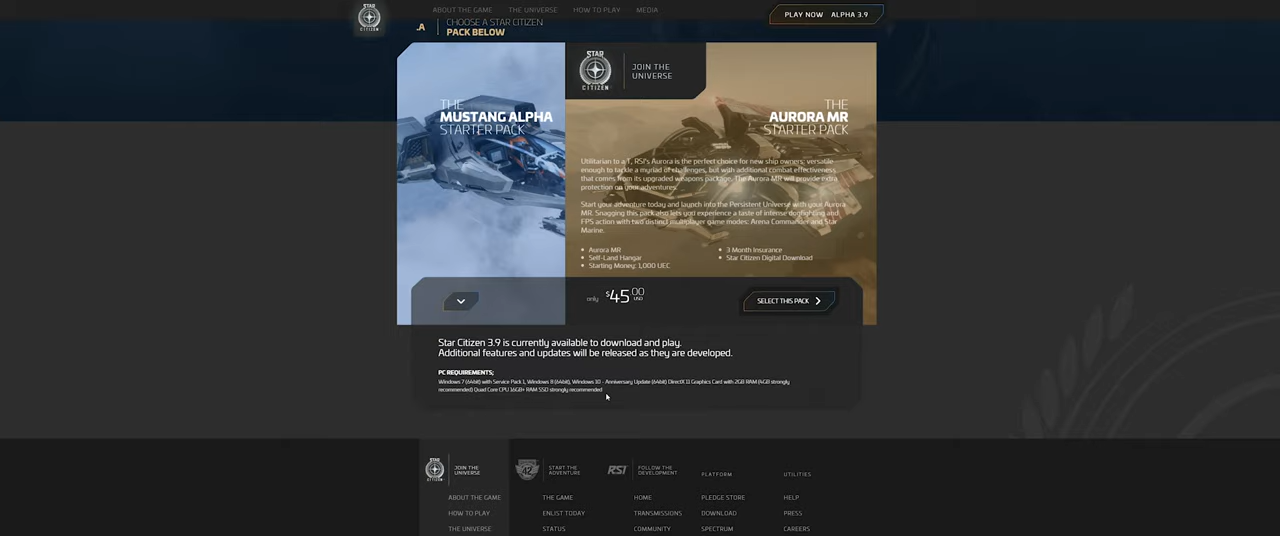 ABOUT THE GAME THE UNIVERSE HOW TO PLAY MEDIA
PLAY NOW ALPHA 3.9
STAR
CITIZEN
.A CHOOSE A STAR CITIZEN
PACK BELOW
THE
MUSTANG ALPHA
STARTER PACK
STAR
CITIZEN
JOIN THE
UNIVERSE
THE
AURORA MR
STARTER PACK
Utilitarian to a T, RSI's Aurora is the perfect choice for new ship owners: versatile
enough to tackle a myriad of challenges, but with additional combat effectiveness
that comes from its upgraded weapons package. The Aurora MR will provide extra
protection on your adventures.
Start your adventure today and launch into the Persistent Universe with your Aurora
MR. Snagging this pack also lets you experience a taste of intense dogfighting and
FPS action with two distinct multiplayer game modes: Arena Commander and Star
Marine.
Aurora MR
Self-Land Hangar
Starting Money: 1,000 UEC
3 Month Insurance
Star Citizen Digital Download
only $45.00 USD
SELECT THIS PACK
Star Citizen 3.9 is currently available to download and play.
Additional features and updates will be released as they are developed.
PC REQUIREMENTS;
Windows 7 (64bit) with Service Pack 1, Windows 8 (64bit), Windows 10 - Anniversary Update (64bit) DirectX 11 Graphics Card with 2GB RAM (4GB strongly
recommended) Quad Core CPU 16GB+ RAM SSD strongly recommended
JOIN THE
UNIVERSE
ABOUT THE GAME
HOW TO PLAY
THE UNIVERSE
42
START THE
ADVENTURE
THE GAME
ENLIST TODAY
STATUS
RSI
FOLLOW THE
DEVELOPMENT
HOME
TRANSMISSIONS
COMMUNITY
PLATFORM
PLEDGE STORE
DOWNLOAD
SPECTRUM
UTILITIES
HELP
PRESS
CAREERS